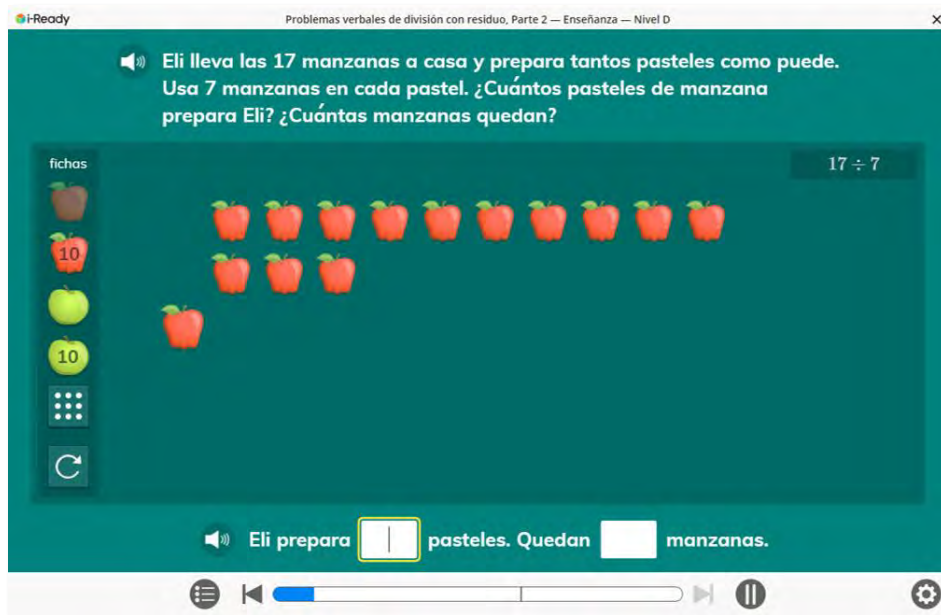 i-Ready
Problemas verbales de división con residuo, Parte 2 — Enseñanza — Nivel D
Eli lleva las 17 manzanas a casa y prepara tantos pasteles como puede.
Usa 7 manzanas en cada pastel. ¿Cuántos pasteles de manzana
prepara Eli? ¿Cuántas manzanas quedan?
fichas
17 ÷ 7
10
10
Eli prepara pasteles. Quedan manzanas.